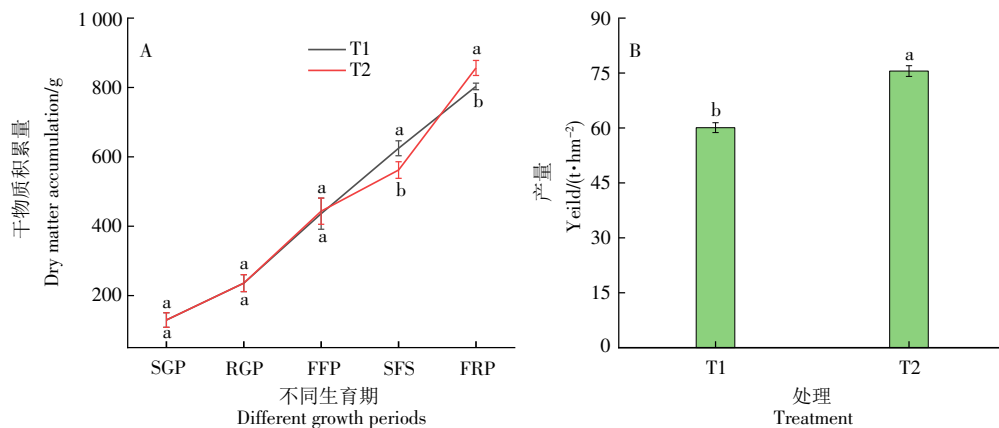 A
T1
T2
1 000
800
600
400
200
干物质积累量
Dry matter accumulation/g
a
a
a
a
a
a
a
b
a
b
SGP
RGP
FFP
SFS
FRP
不同生育期
Different growth periods
B
90
75
60
45
30
15
0
产量
Yeild/(t·hm⁻²)
b
a
T1
T2
处理
Treatment